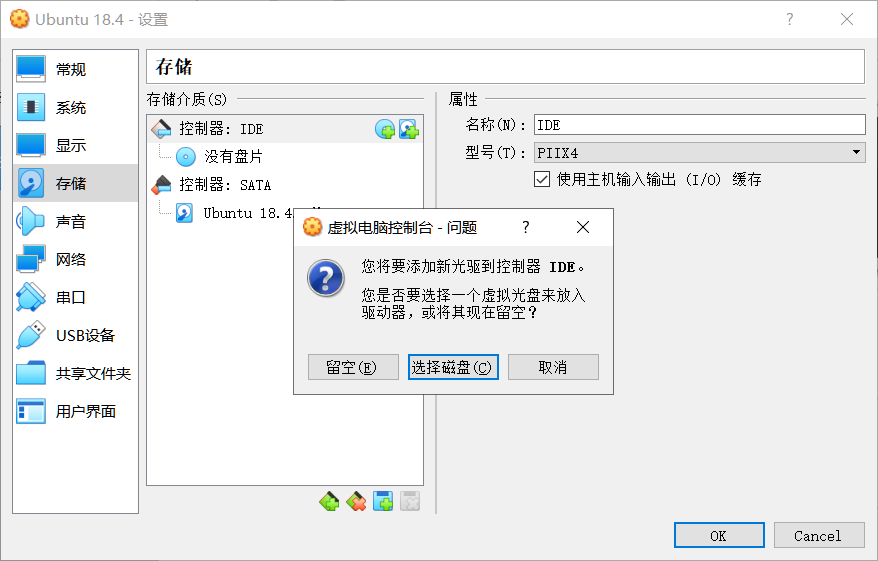 Ubuntu 18.4 - 设置
常规
系统
显示
存储
声音
网络
串口
USB设备
共享文件夹
用户界面
存储
存储介质(S)
控制器: IDE
没有盘片
控制器: SATA
Ubuntu 18.4
属性
名称(N): IDE
型号(T): PIIX4
使用主机输入输出 (I/O) 缓存
虚拟电脑控制台 - 问题
您将要添加新光驱到控制器 IDE。
您是否要选择一个虚拟光盘来放入
驱动器，或将其现在留空？
留空(E)
选择磁盘(C)
取消
OK
Cancel